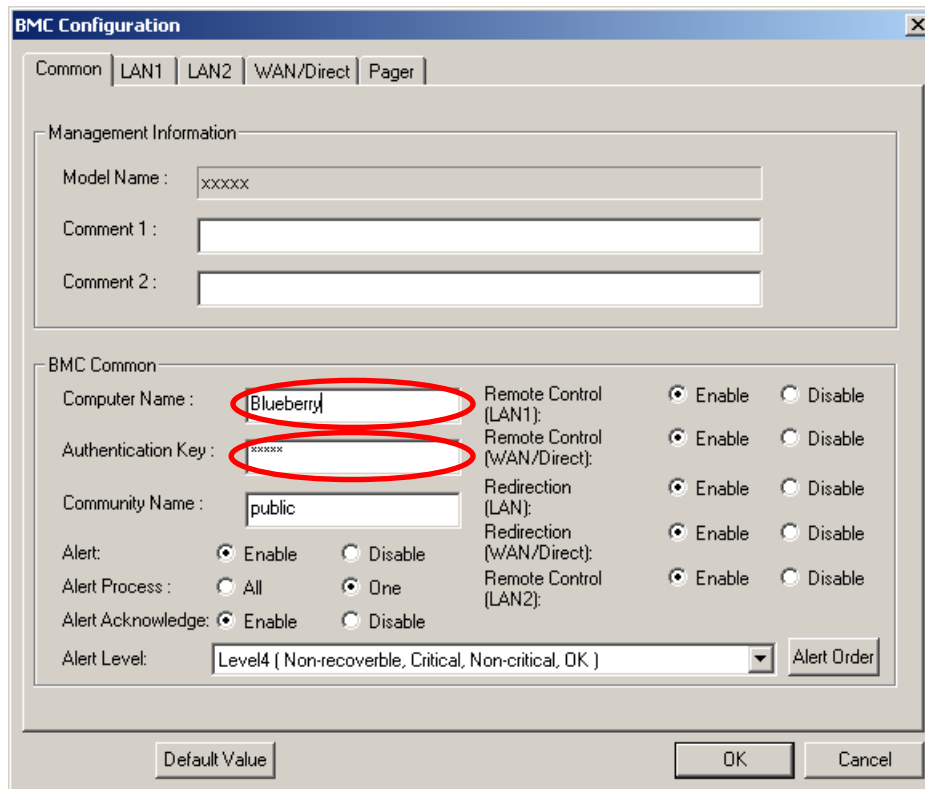 BMC Configuration
Common LAN1 LAN2 WAN/Direct Pager
Management Information
Model Name : xxxxx
Comment 1 :
Comment 2 :
BMC Common
Computer Name : Blueberry
Authentication Key : xxxxx
Community Name : public
Alert: Enable Disable
Alert Process : All One
Alert Acknowledge: Enable Disable
Remote Control (LAN1): Enable Disable
Remote Control (WAN/Direct): Enable Disable
Redirection (LAN): Enable Disable
Redirection (WAN/Direct): Enable Disable
Remote Control (LAN2): Enable Disable
Alert Level: Level4 ( Non-recoverble, Critical, Non-critical, OK ) Alert Order
Default Value OK Cancel